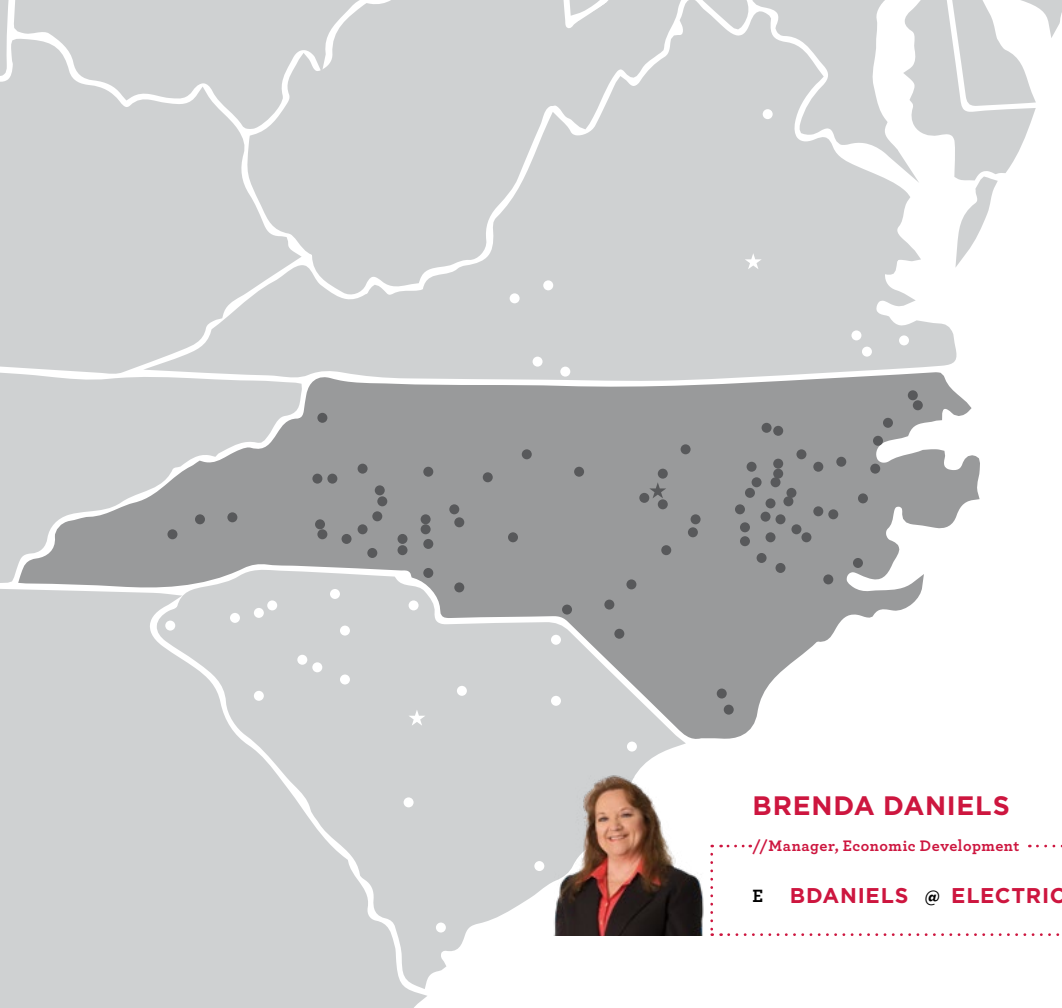 BRENDA DANIELS
//Manager, Economic Development
E BDANIELS @ ELECTRIC